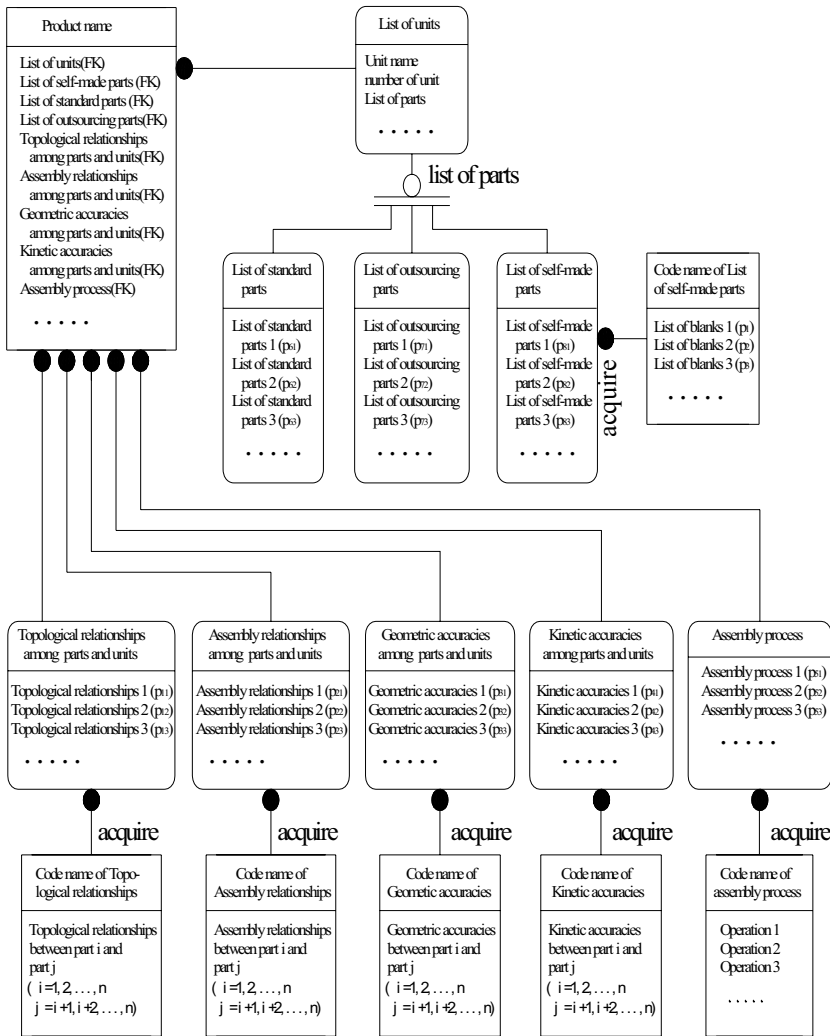 Product name
List of units(FK)
List of self-made parts (FK)
List of standard parts (FK)
List of outsourcing parts(FK)
Topological relationships
among parts and units(FK)
Assembly relationships
among parts and units(FK)
Geometric accuracies
among parts and units(FK)
Kinetic accuracies
among parts and units(FK)
Assembly process(FK)
. . . . .
List of units
Unit name
number of unit
List of parts
. . . . .
list of parts
List of standard
parts
List of standard
parts 1 (p61)
List of standard
parts 2 (p62)
List of standard
parts 3 (p63)
. . . . .
List of outsourcing
parts
List of outsourcing
parts 1 (p71)
List of outsourcing
parts 2 (p72)
List of outsourcing
parts 3 (p73)
. . . . .
List of self-made
parts
List of self-made
parts 1 (p81)
List of self-made
parts 2 (p82)
List of self-made
parts 3 (p83)
. . . . .
acquire
Code name of List
of self-made parts
List of blanks 1 (p1)
List of blanks 2 (p2)
List of blanks 3 (p3)
. . . . .
Topological relationships
among parts and units
Topological relationships 1 (p11)
Topological relationships 2 (p12)
Topological relationships 3 (p13)
. . . . .
Assembly relationships
among parts and units
Assembly relationships 1 (p21)
Assembly relationships 2 (p22)
Assembly relationships 3 (p23)
. . . . .
Geometric accuracies
among parts and units
Geometric accuracies 1 (p31)
Geometric accuracies 2 (p32)
Geometric accuracies 3 (p33)
. . . . .
Kinetic accuracies
among parts and units
Kinetic accuracies 1 (p41)
Kinetic accuracies 2 (p42)
Kinetic accuracies 3 (p43)
. . . . .
Assembly process
Assembly process 1 (p51)
Assembly process 2 (p52)
Assembly process 3 (p53)
. . . . .
acquire
acquire
acquire
acquire
acquire
Code name of Topo-
logical relationships
Topological relationships
between part i and
part j
( i=1, 2, . . . , n
j =i+1, i+2, . . . , n)
Code name of
Assembly relationships
Assembly relationships
between part i and
part j
( i=1, 2, . . . , n
j =i+1, i+2, . . . , n)
Code name of
Geometic accuracies
Geometric accuracies
between part i and
part j
( i=1, 2, . . . , n
j =i+1, i+2, . . . , n)
Code name of
Kinetic accuracies
Kinetic accuracies
between part i and
part j
( i=1, 2, . . . , n
j =i+1, i+2, . . . , n)
Code name of
assembly process
Operation 1
Operation 2
Operation 3
. . . . .